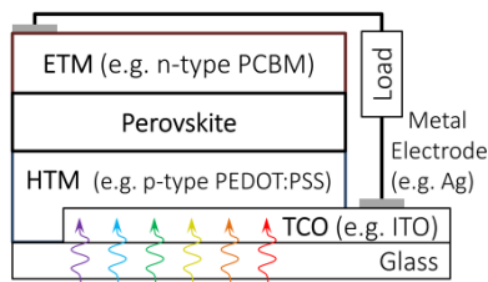 ETM (e.g. n-type PCBM)
Load
Perovskite
Metal
Electrode
(e.g. Ag)
HTM (e.g. p-type PEDOT:PSS)
TCO (e.g. ITO)
Glass